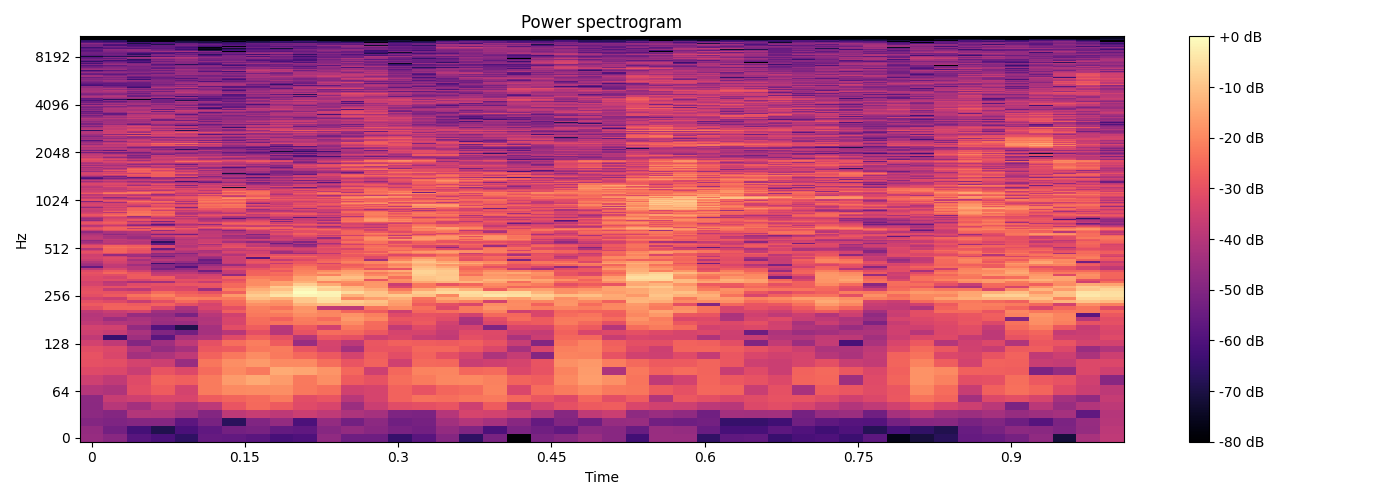 Power spectrogram
8192
4096
2048
1024
512
256
128
64
0
Hz
0 0.15 0.3 0.45 0.6 0.75 0.9
Time
+0 dB
-10 dB
-20 dB
-30 dB
-40 dB
-50 dB
-60 dB
-70 dB
-80 dB